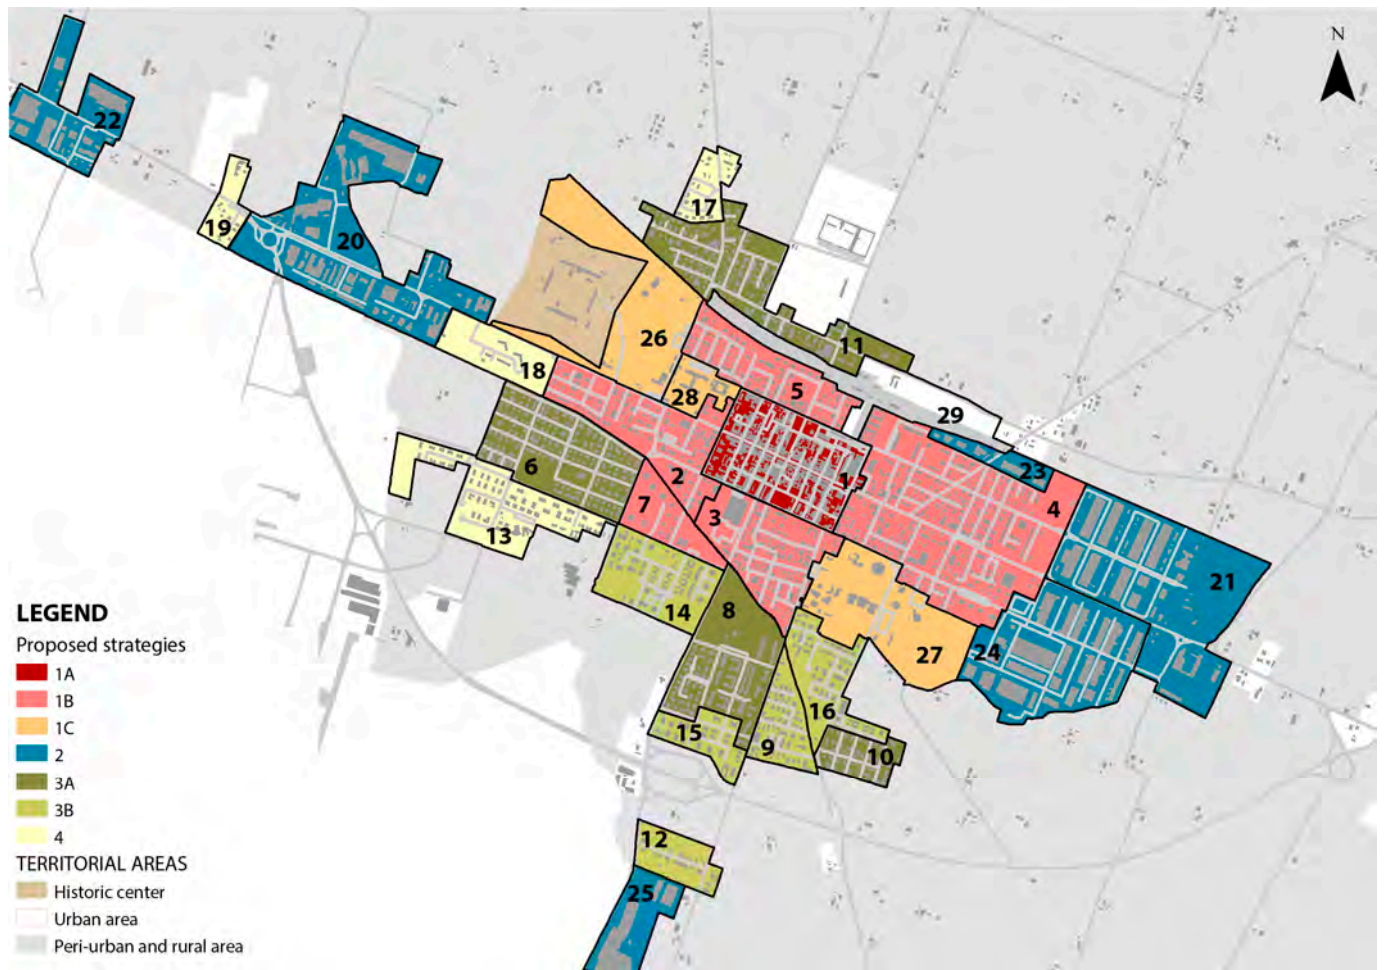 N
22
17
19
20
11
26
5
18
28
29
23
6
2
1
4
7
3
13
21
14
8
27
24
16
15
9
10
12
25
LEGEND
Proposed strategies
1A
1B
1C
2
3A
3B
4
TERRITORIAL AREAS
Historic center
Urban area
Peri-urban and rural area